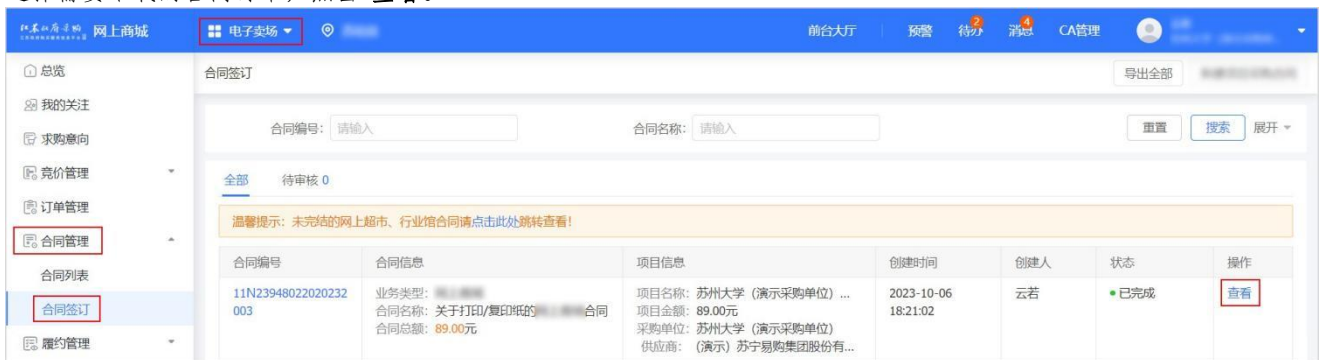 网上商城
电子卖场
前台大厅
预警
待办 2
消息 4
CA管理
总览
我的关注
求购意向
竞价管理
订单管理
合同管理
合同列表
合同签订
履约管理
合同签订
导出全部
合同编号： 请输入
合同名称： 请输入
重置
搜索
展开
全部
待审核 0
温馨提示：未完结的网上超市、行业馆合同请点击此处跳转查看！
合同编号
合同信息
项目信息
创建时间
创建人
状态
操作
11N23948022020232
003
业务类型：
合同名称： 关于打印/复印纸的 合同
合同总额： 89.00元
项目名称： 苏州大学（演示采购单位）...
项目金额： 89.00元
采购单位： 苏州大学（演示采购单位）
供应商： （演示）苏宁易购集团股份有...
2023-10-06
18:21:02
云若
已完成
查看